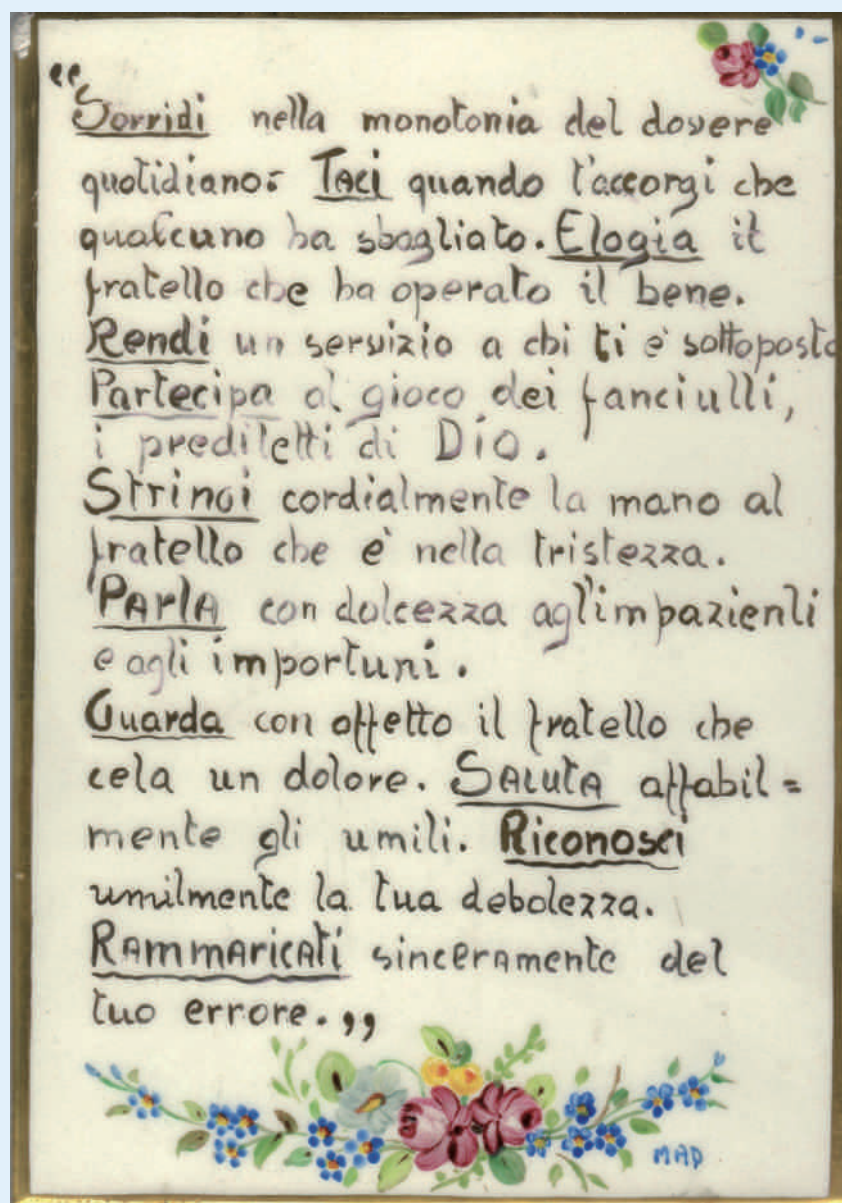 “Sorridi nella monotonia del dovere
quotidiano: Taci quando t'accorgi che
qualcuno ha sbagliato. Elogia il
fratello che ha operato il bene.
Rendi un servizio a chi ti è sottoposto
Partecipa al gioco dei fanciulli,
i prediletti di Dio.
Stringi cordialmente la mano al
fratello che è nella tristezza.
PARlA con dolcezza agl'impazienti
e agli importuni.
Guarda con affetto il fratello che
cela un dolore. SAlutA affabil=
mente gli umili. Riconosci
umilmente la tua debolezza.
RAmmARicAti sincerAmente del
tuo errore.„
MAP